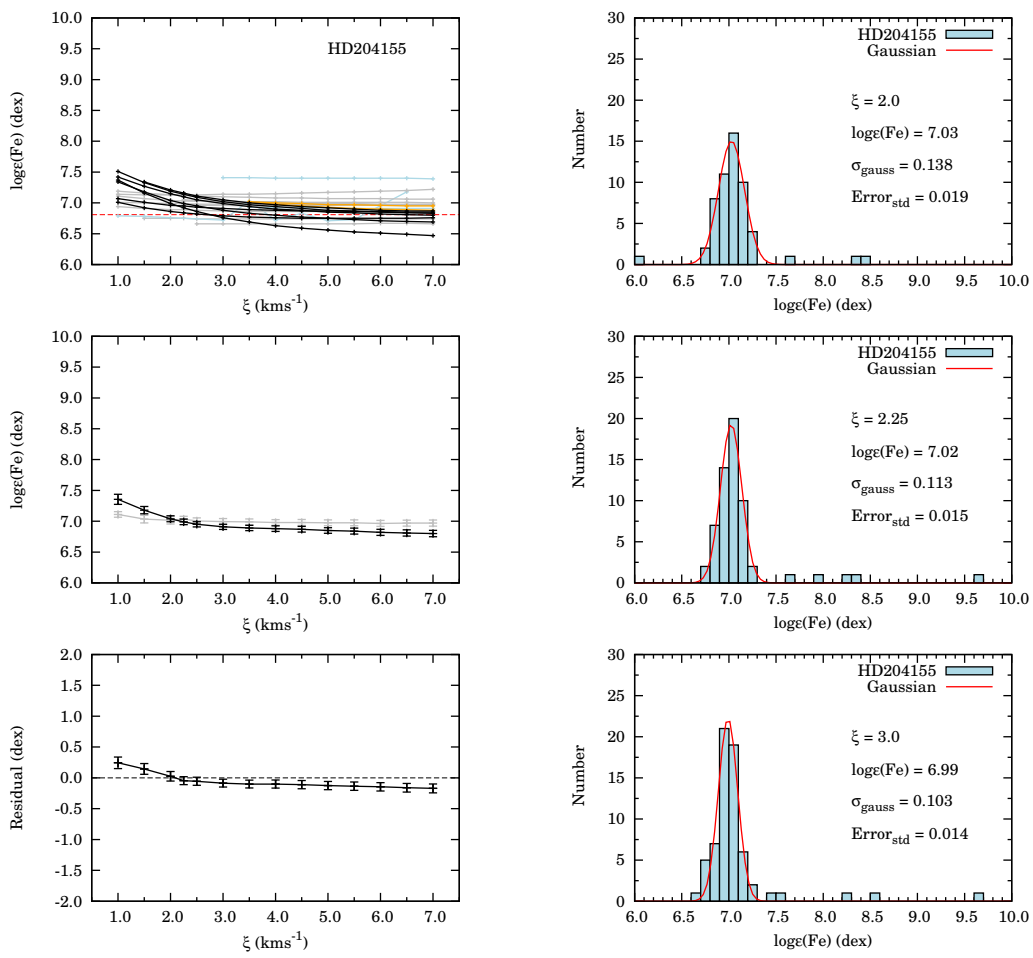 10.0
9.5
9.0
8.5
8.0
7.5
7.0
6.5
6.0
logε(Fe) (dex)
HD204155
1.0 2.0 3.0 4.0 5.0 6.0 7.0
ξ (kms⁻¹)
30
25
20
15
10
5
0
Number
HD204155
Gaussian
ξ = 2.0
logε(Fe) = 7.03
σgauss = 0.138
Errorstd = 0.019
6.0 6.5 7.0 7.5 8.0 8.5 9.0 9.5 10.0
logε(Fe) (dex)
10.0
9.5
9.0
8.5
8.0
7.5
7.0
6.5
6.0
logε(Fe) (dex)
1.0 2.0 3.0 4.0 5.0 6.0 7.0
ξ (kms⁻¹)
30
25
20
15
10
5
0
Number
HD204155
Gaussian
ξ = 2.25
logε(Fe) = 7.02
σgauss = 0.113
Errorstd = 0.015
6.0 6.5 7.0 7.5 8.0 8.5 9.0 9.5 10.0
logε(Fe) (dex)
2.0
1.5
1.0
0.5
0.0
-0.5
-1.0
-1.5
-2.0
Residual (dex)
1.0 2.0 3.0 4.0 5.0 6.0 7.0
ξ (kms⁻¹)
30
25
20
15
10
5
0
Number
HD204155
Gaussian
ξ = 3.0
logε(Fe) = 6.99
σgauss = 0.103
Errorstd = 0.014
6.0 6.5 7.0 7.5 8.0 8.5 9.0 9.5 10.0
logε(Fe) (dex)